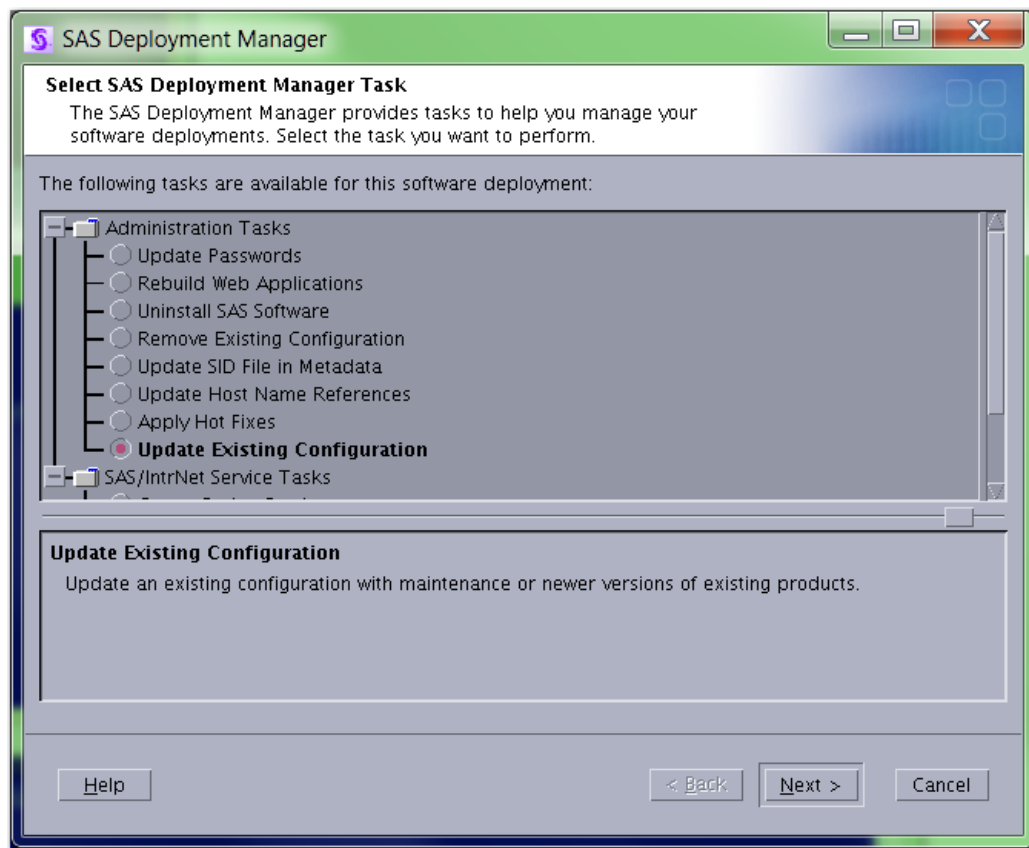 SAS Deployment Manager
Select SAS Deployment Manager Task
The SAS Deployment Manager provides tasks to help you manage your
software deployments. Select the task you want to perform.
The following tasks are available for this software deployment:
Administration Tasks
Update Passwords
Rebuild Web Applications
Uninstall SAS Software
Remove Existing Configuration
Update SID File in Metadata
Update Host Name References
Apply Hot Fixes
Update Existing Configuration
SAS/IntrNet Service Tasks
Update Existing Configuration
Update an existing configuration with maintenance or newer versions of existing products.
Help
< Back
Next >
Cancel